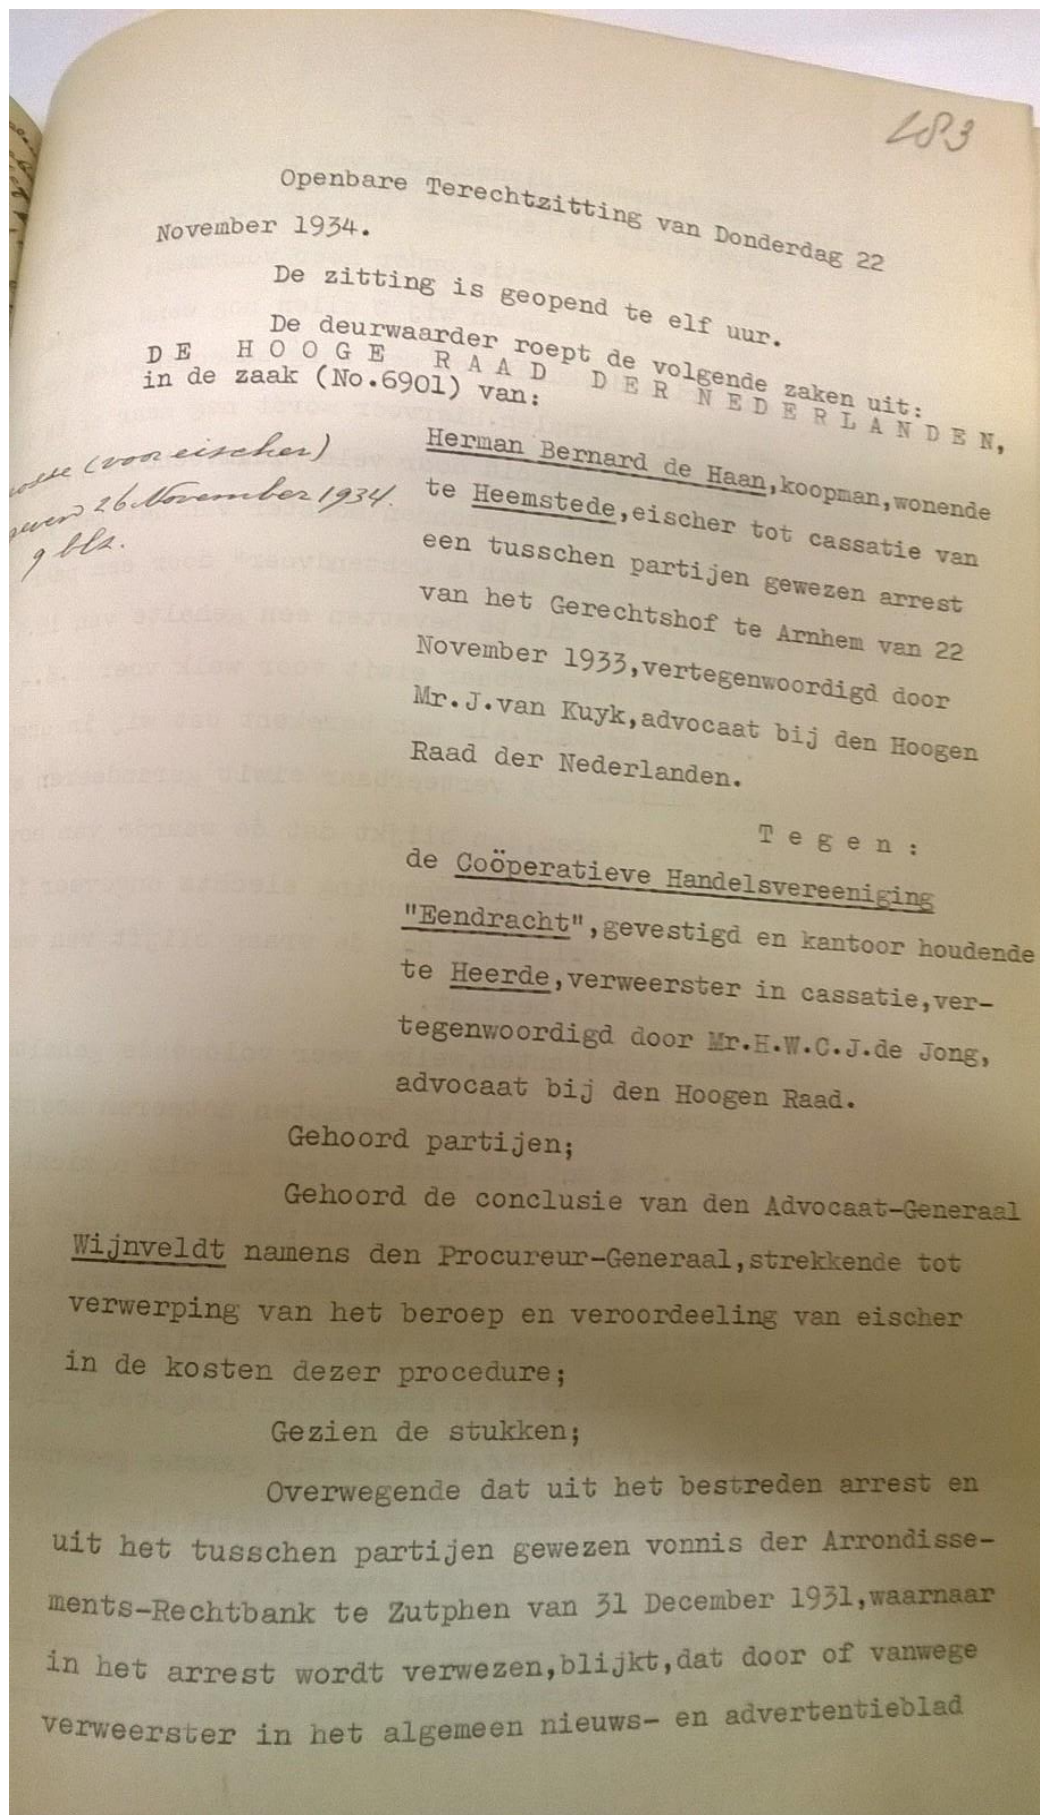 483
Openbare Terechtzitting van Donderdag 22
November 1934.
De zitting is geopend te elf uur.
De deurwaarder roept de volgende zaken uit:
DE HOOGE RAAD DER NEDERLANDEN,
in de zaak (No.6901) van:
(voor eischer)
26 November 1934.
9 blz.
Herman Bernard de Haan,koopman,wonende
te Heemstede,eischer tot cassatie van
een tusschen partijen gewezen arrest
van het Gerechtshof te Arnhem van 22
November 1933,vertegenwoordigd door
Mr.J.van Kuyk,advocaat bij den Hoogen
Raad der Nederlanden.
Tegen:
de Coöperatieve Handelsvereeniging
"Eendracht",gevestigd en kantoor houdende
te Heerde,verweerster in cassatie,ver-
tegenwoordigd door Mr.H.W.C.J.de Jong,
advocaat bij den Hoogen Raad.
Gehoord partijen;
Gehoord de conclusie van den Advocaat-Generaal
Wijnveldt namens den Procureur-Generaal,strekkende tot
verwerping van het beroep en veroordeeling van eischer
in de kosten dezer procedure;
Gezien de stukken;
Overwegende dat uit het bestreden arrest en
uit het tusschen partijen gewezen vonnis der Arrondisse-
ments-Rechtbank te Zutphen van 31 December 1931,waarnaar
in het arrest wordt verwezen,blijkt,dat door of vanwege
verweerster in het algemeen nieuws- en advertentieblad